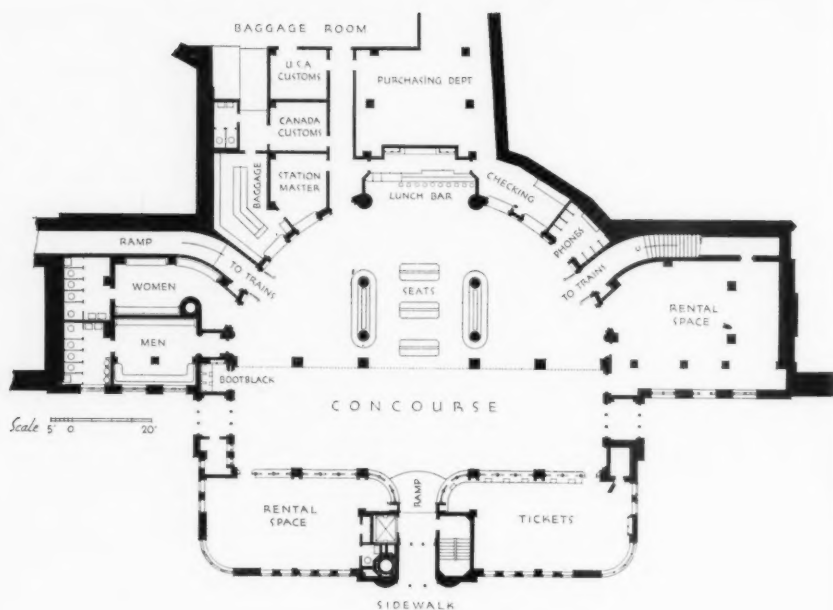 BAGGAGE ROOM
U.S.A
CUSTOMS
PURCHASING DEPT
CANADA
CUSTOMS
STATION
MASTER
BAGGAGE
LUNCH BAR
CHECKING
PHONES
RAMP
TO TRAINS
TO TRAINS
WOMEN
SEATS
RENTAL
SPACE
MEN
BOOTBLACK
CONCOURSE
Scale 5' 0 20'
RENTAL
SPACE
RAMP
TICKETS
SIDEWALK